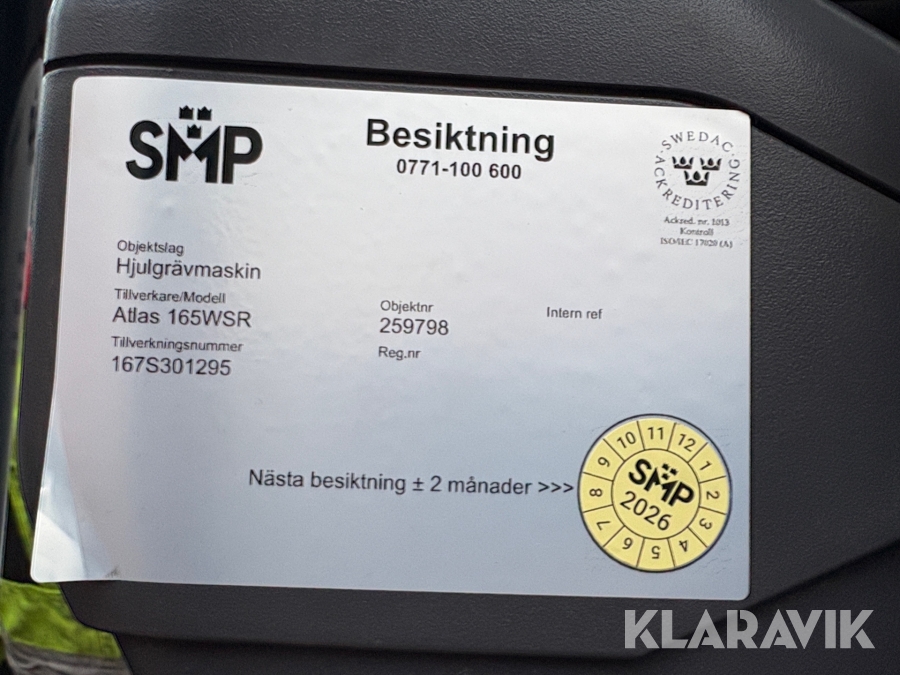 SMP
Besiktning
0771-100 600
SWEDAC ACKREDITERING
Ackred. nr. 1013
Kontroll
ISO/IEC 17020 (A)
Objektslag
Hjulgrävmaskin
Tillverkare/Modell
Atlas 165WSR
Tillverkningsnummer
167S301295
Objektnr
259798
Reg.nr
Intern ref
Nästa besiktning ± 2 månader >>>
1 2 3 4 5 6 7 8 9 10 11 12
SMP
2026
KLARAVIK